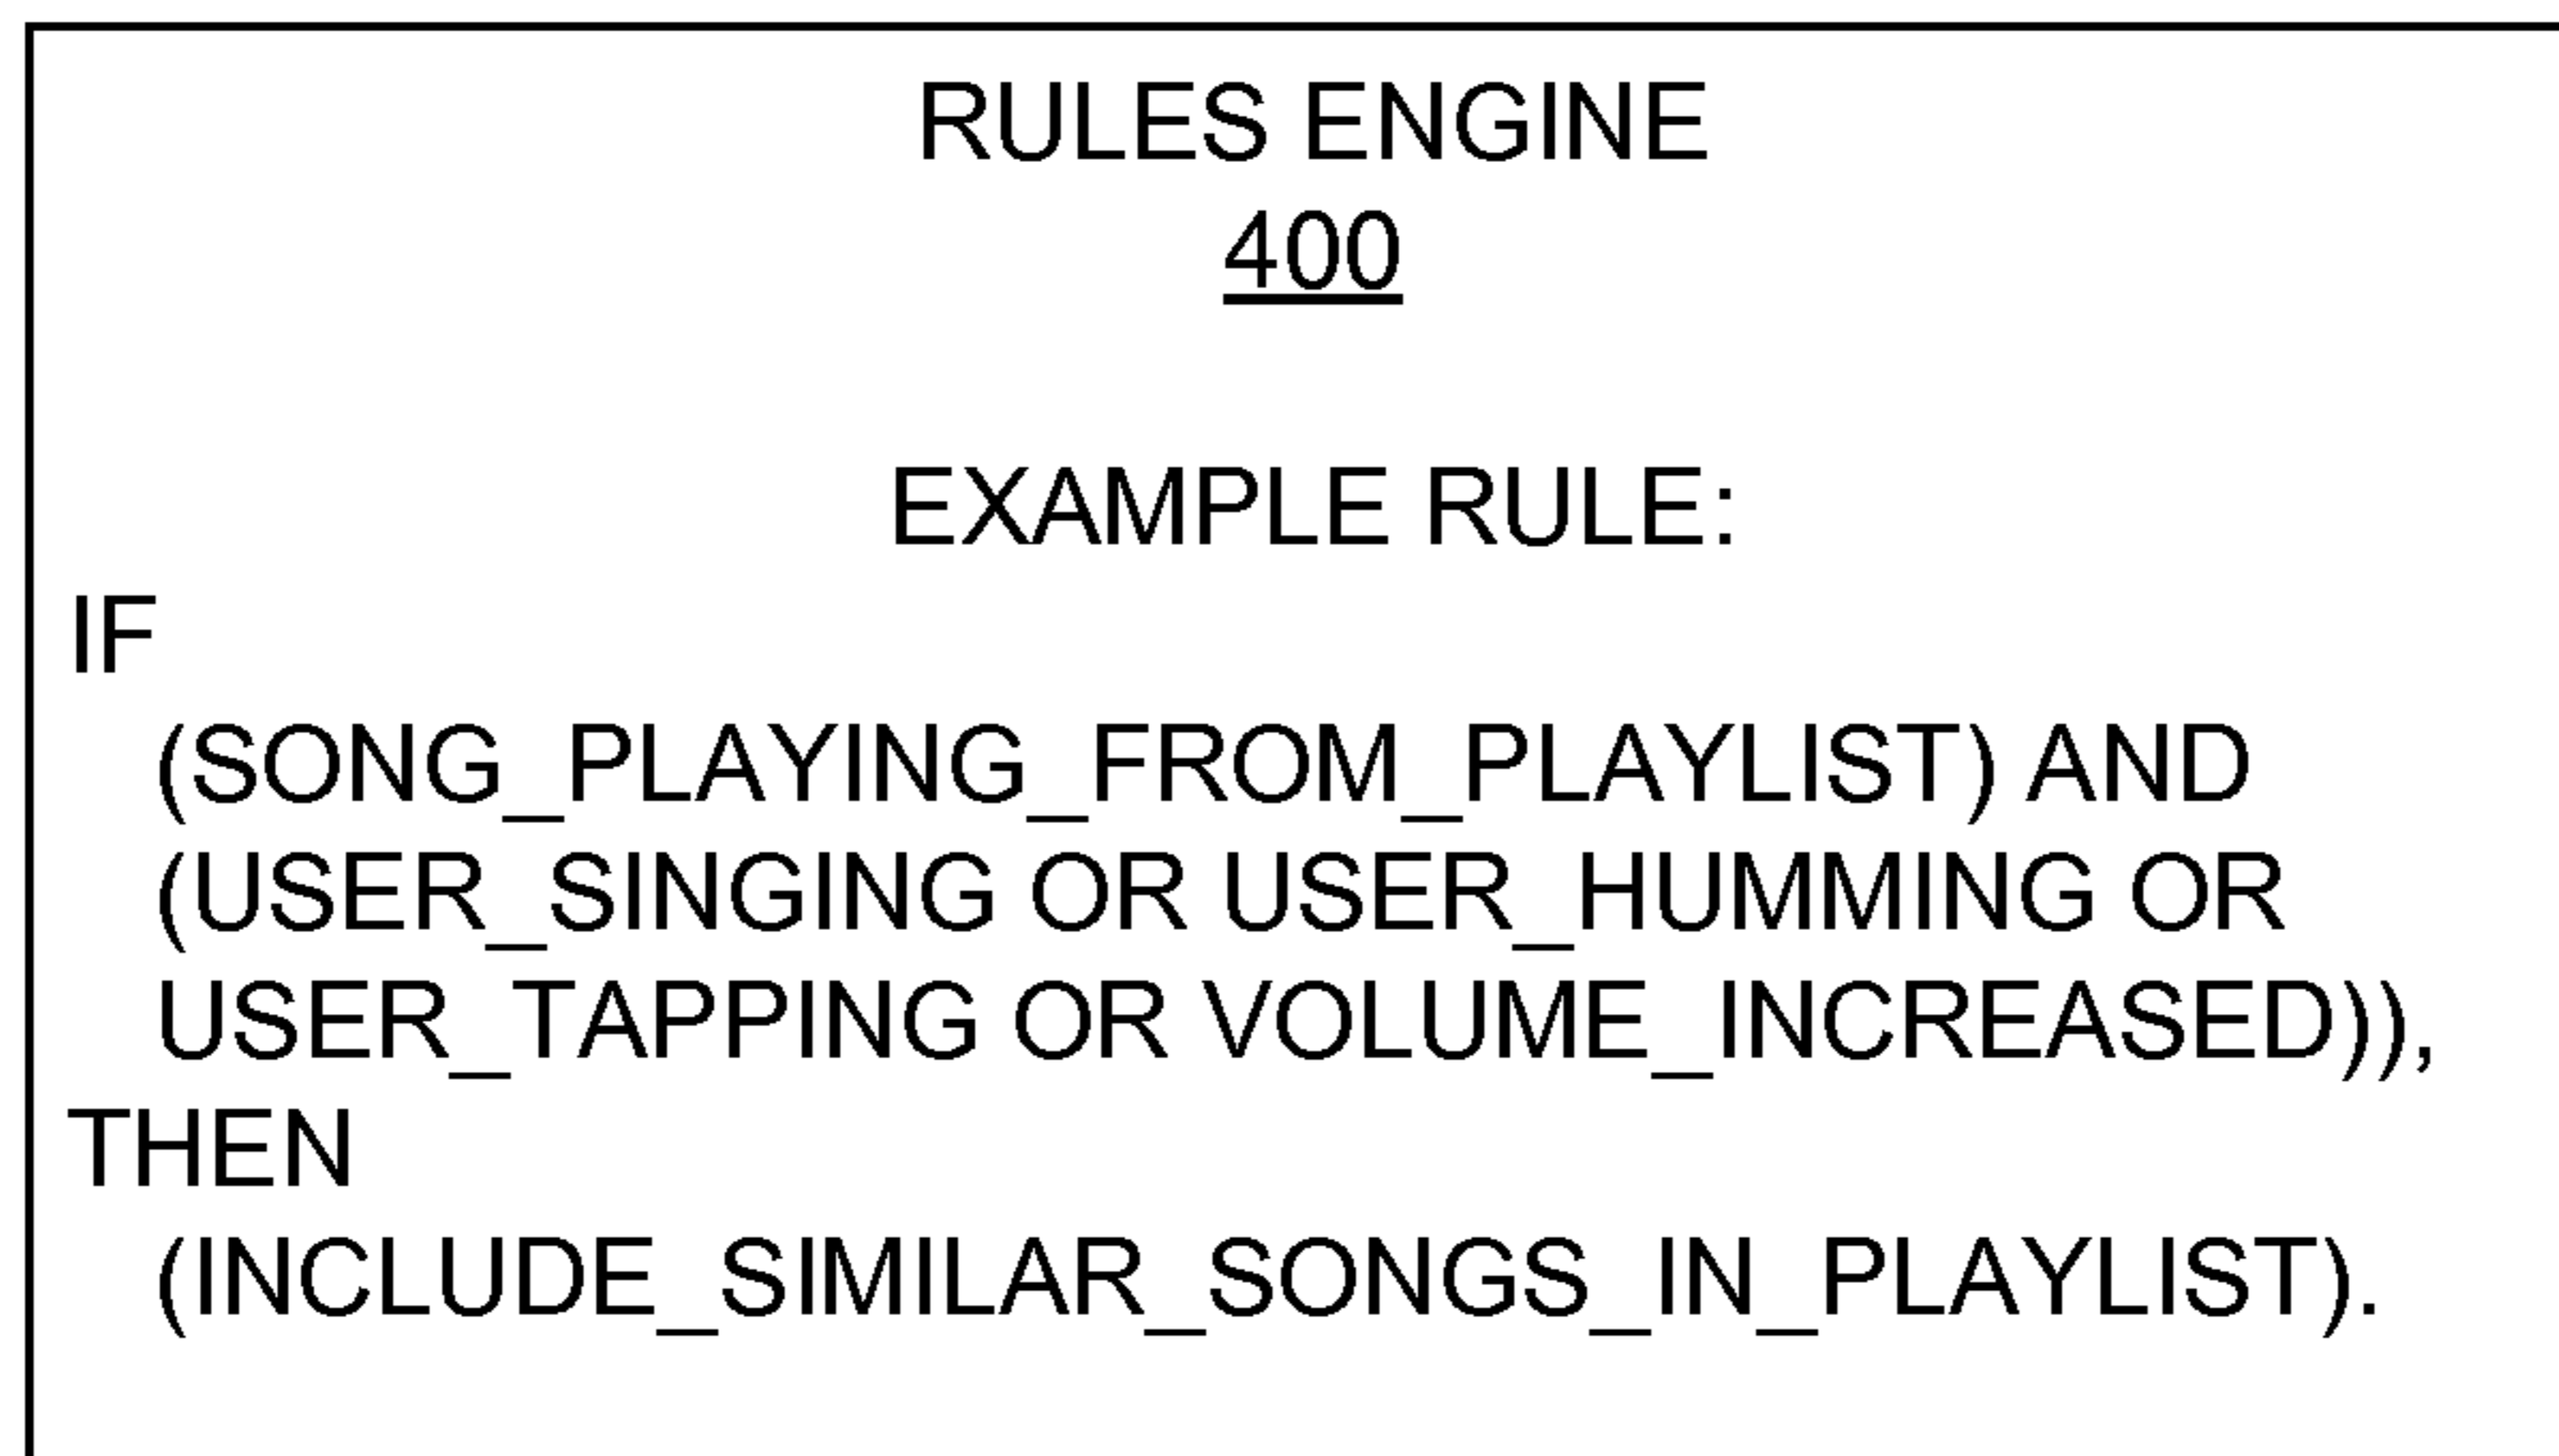 RULES ENGINE
400
EXAMPLE RULE:
IF
(SONG_PLAYING_FROM_PLAYLIST) AND
(USER_SINGING OR USER_HUMMING OR
USER_TAPPING OR VOLUME_INCREASED)),
THEN
(INCLUDE_SIMILAR_SONGS_IN_PLAYLIST).